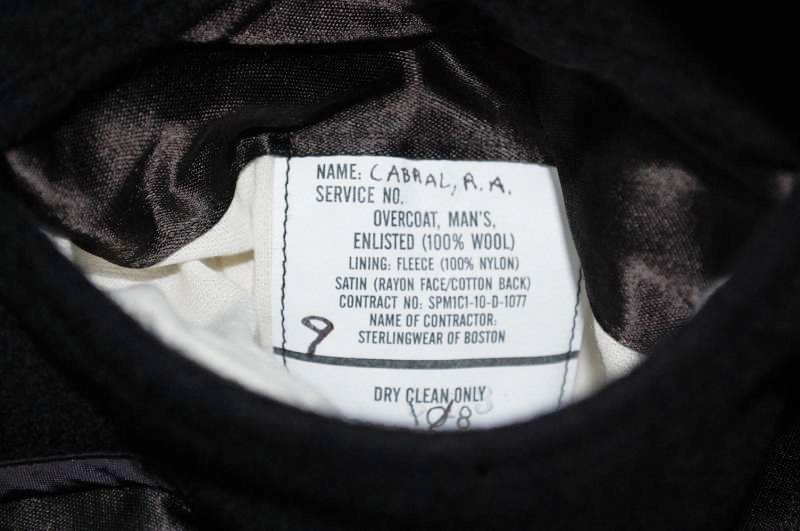 NAME: CABRAL, R.A.
SERVICE NO.
OVERCOAT, MAN'S,
ENLISTED (100% WOOL)
LINING: FLEECE (100% NYLON)
SATIN (RAYON FACE/COTTON BACK)
CONTRACT NO: SPM1C1-10-D-1077
NAME OF CONTRACTOR:
STERLINGWEAR OF BOSTON
9
DRY CLEAN ONLY